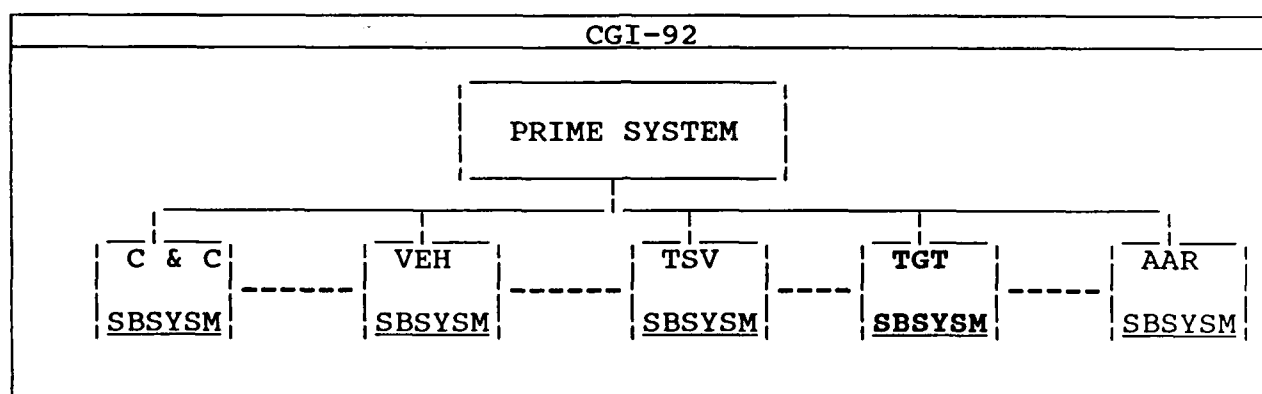 CGI-92
PRIME SYSTEM
C & C VEH TSV TGT AAR
SBSYSM SBSYSM SBSYSM SBSYSM SBSYSM